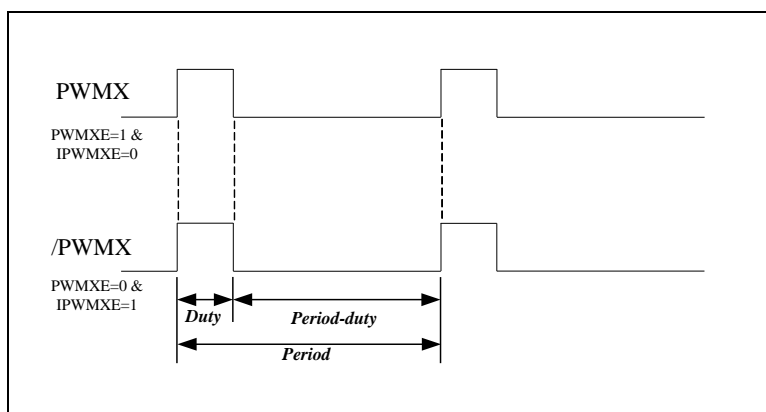 PWMX
PWMXE=1 &
IPWMXE=0
/PWMX
PWMXE=0 &
IPWMXE=1
Duty
Period-duty
Period